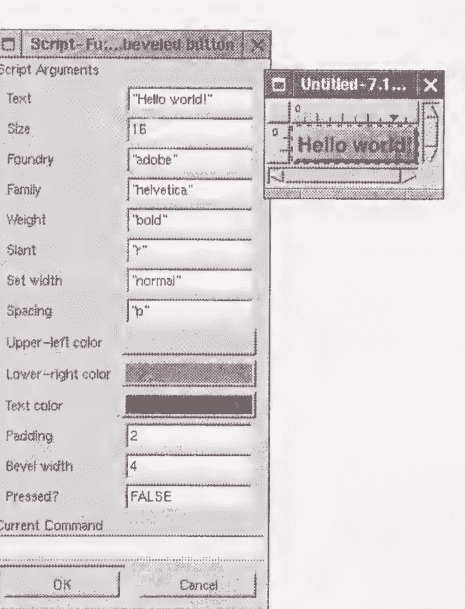 Script-Fu:...beveled button
Script Arguments
Text "Hello world!"
Size 16
Foundry "adobe"
Family "helvetica"
Weight "bold"
Slant "r"
Set width "normal"
Spacing "p"
Upper-left color
Lower-right color
Text color
Padding 2
Bevel width 4
Pressed? FALSE
Current Command
OK Cancel
Untitled-7.1...
0
0
Hello world!